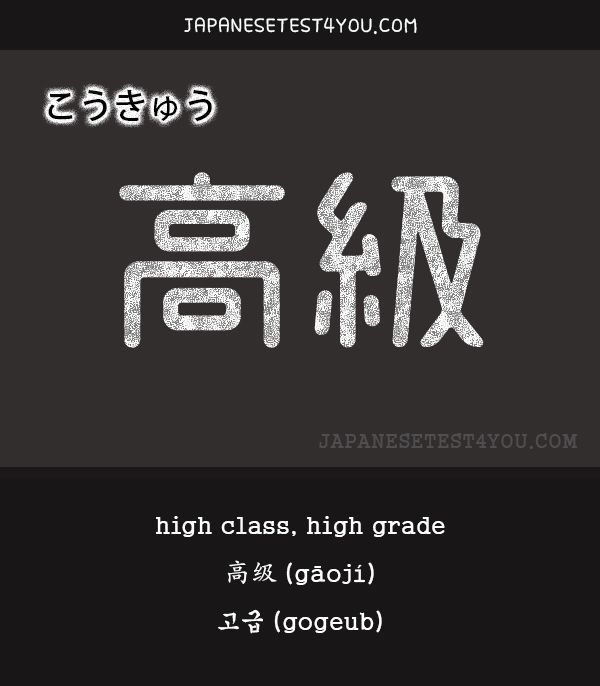 JAPANESETEST4YOU.COM
こうきゅう
高級
JAPANESETEST4YOU.COM
high class, high grade
高级 (gāojí)
고급 (gogeub)